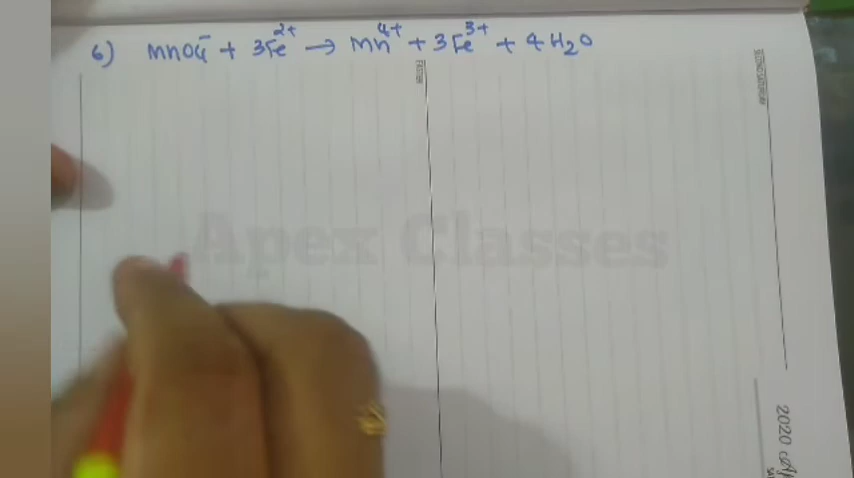 6) MnO4⁻ + 3Fe²⁺ → Mn⁴⁺ + 3Fe³⁺ + 4H₂O
Apex Classes
2020